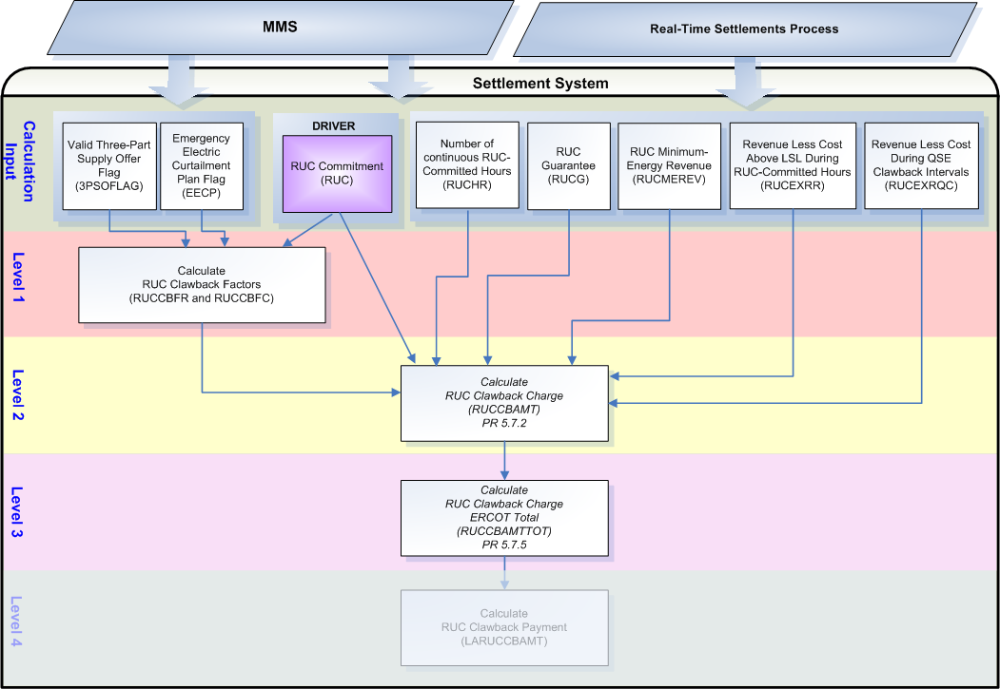 MMS
Real-Time Settlements Process
Settlement System
Calculation
Input
Valid Three-Part
Supply Offer
Flag
(3PSOFLAG)
Emergency
Electric
Curtailment
Plan Flag
(EECP)
DRIVER
RUC Commitment
(RUC)
Number of
continuous RUC-
Committed Hours
(RUCHR)
RUC
Guarantee
(RUCG)
RUC Minimum-
Energy Revenue
(RUCMEREV)
Revenue Less Cost
Above LSL During
RUC-Committed Hours
(RUCEXRR)
Revenue Less Cost
During QSE
Clawback Intervals
(RUCEXRQC)
Level 1
Calculate
RUC Clawback Factors
(RUCCBFR and RUCCBFC)
Level 2
Calculate
RUC Clawback Charge
(RUCCBAMT)
PR 5.7.2
Level 3
Calculate
RUC Clawback Charge
ERCOT Total
(RUCCBAMTTOT)
PR 5.7.5
Level 4
Calculate
RUC Clawback Payment
(LARUCCBAMT)